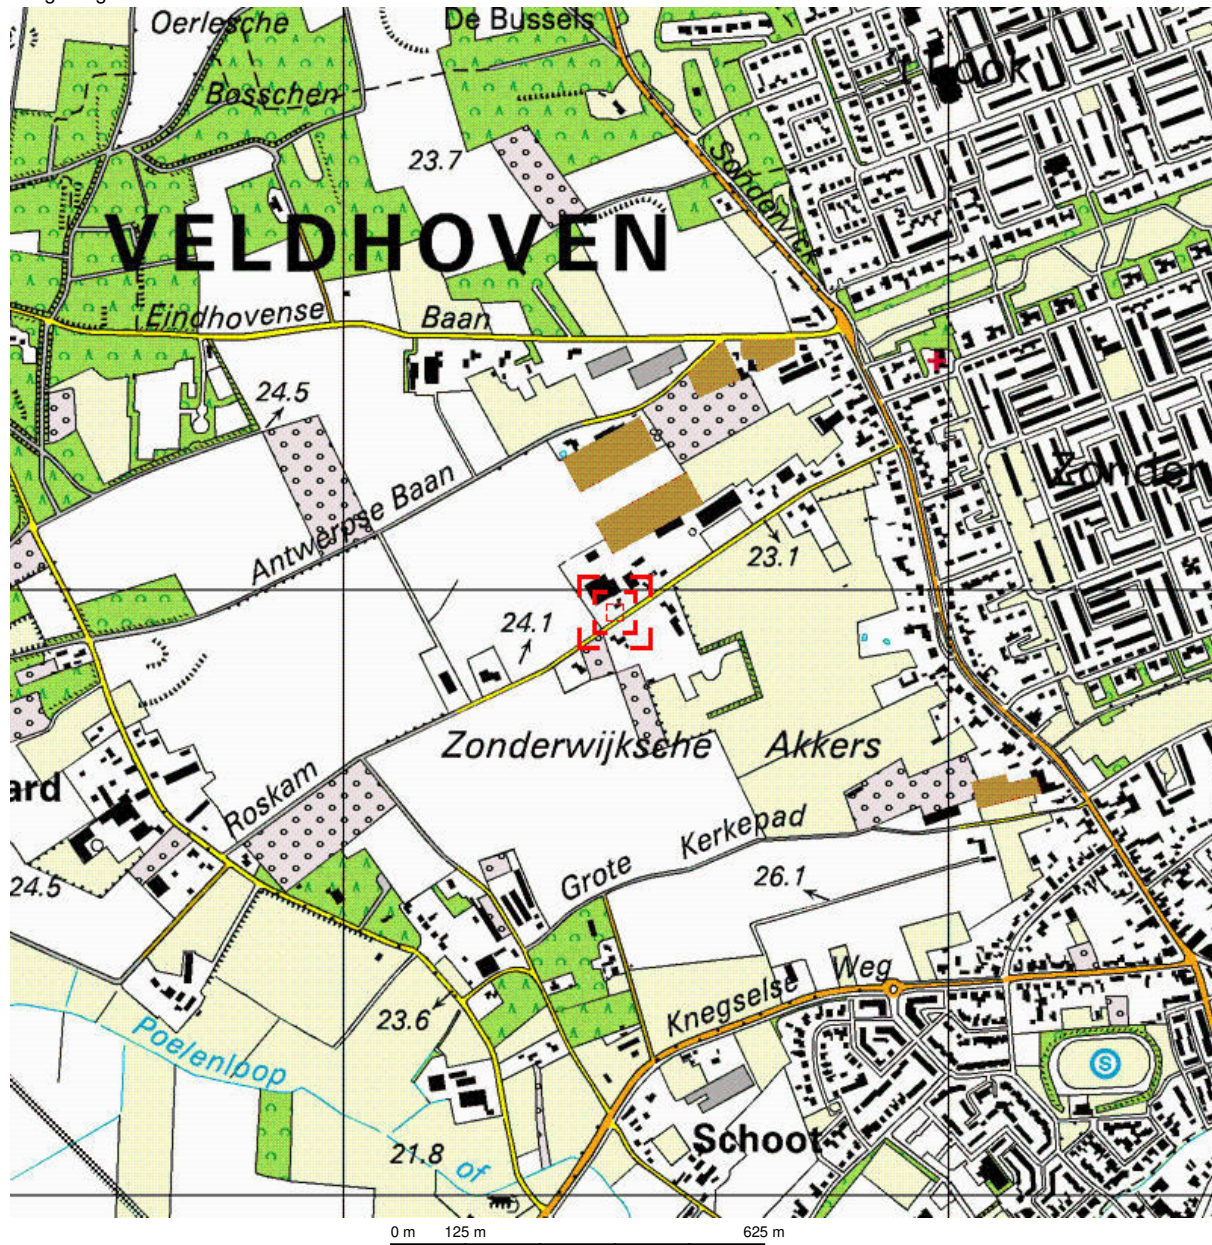 Oerlesche
De Bussels
't Look
Bosschen
23.7
Sondervick
VELDHOVEN
Eindhovense
Baan
24.5
Zonder
Antwerpse Baan
23.1
24.1
Zonderwijksche Akkers
ard
Roskam
Kerkepad
Grote
24.5
26.1
Weg
Knegselse
23.6
Poelenloop
S
Schoot
21.8
of
0 m
125 m
625 m